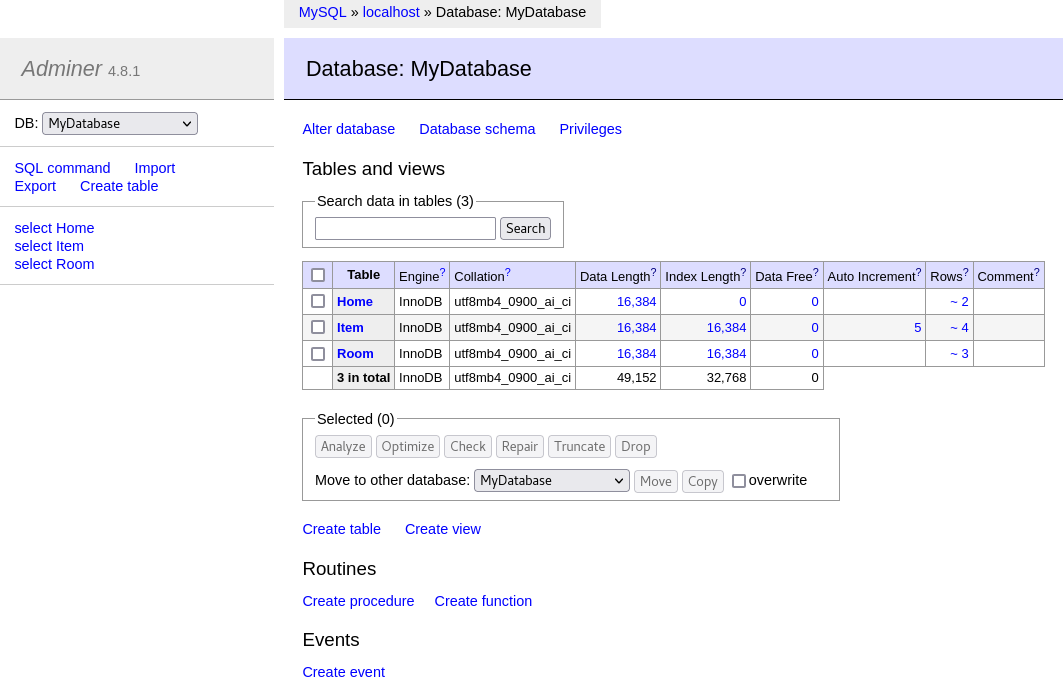 MySQL » localhost » Database: MyDatabase
Adminer 4.8.1
DB: MyDatabase
SQL command Import
Export Create table
select Home
select Item
select Room
Database: MyDatabase
Alter database Database schema Privileges
Tables and views
Search data in tables (3)
Search
Table Engine? Collation? Data Length? Index Length? Data Free? Auto Increment? Rows? Comment?
Home InnoDB utf8mb4_0900_ai_ci 16,384 0 0 ~ 2
Item InnoDB utf8mb4_0900_ai_ci 16,384 16,384 0 5 ~ 4
Room InnoDB utf8mb4_0900_ai_ci 16,384 16,384 0 ~ 3
3 in total InnoDB utf8mb4_0900_ai_ci 49,152 32,768 0
Selected (0)
Analyze Optimize Check Repair Truncate Drop
Move to other database: MyDatabase Move Copy overwrite
Create table Create view
Routines
Create procedure Create function
Events
Create event